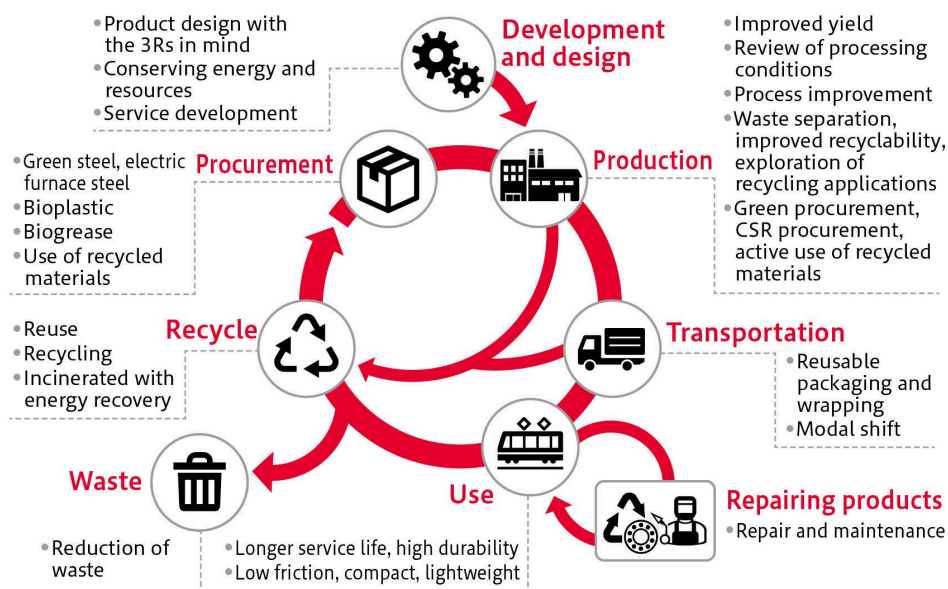 • Product design with
the 3Rs in mind
• Conserving energy and
resources
• Service development
Development
and design
• Improved yield
• Review of processing
conditions
• Process improvement
• Waste separation,
improved recyclability,
exploration of
recycling applications
• Green procurement,
CSR procurement,
active use of recycled
materials
Procurement
Production
• Green steel, electric
furnace steel
• Bioplastic
• Biogrease
• Use of recycled
materials
Recycle
• Reuse
• Recycling
• Incinerated with
energy recovery
Transportation
• Reusable
packaging and
wrapping
• Modal shift
Waste
• Reduction of
waste
Use
• Longer service life, high durability
• Low friction, compact, lightweight
Repairing products
• Repair and maintenance